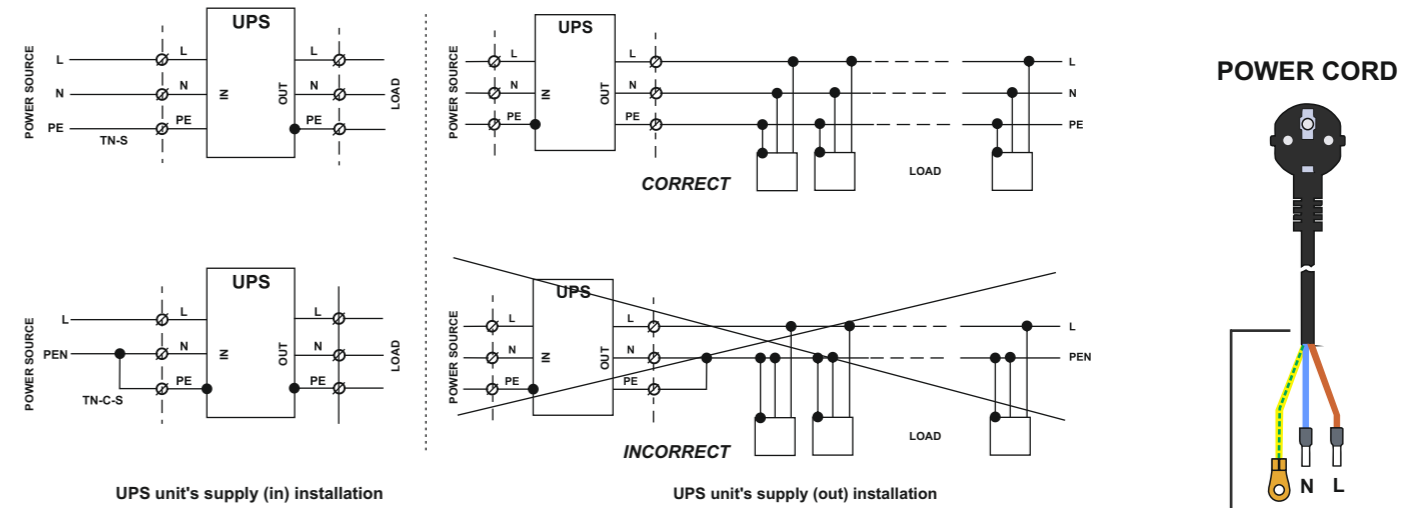 UPS
POWER SOURCE
L
L
L
N
N
IN
OUT
N
LOAD
PE
PE
PE
TN-S
UPS
POWER SOURCE
L
L
L
PEN
N
IN
OUT
N
LOAD
PE
PE
TN-C-S
UPS unit's supply (in) installation
UPS
POWER SOURCE
L
L
L
N
IN
OUT
N
N
PE
PE
PE
LOAD
CORRECT
UPS
POWER SOURCE
L
L
L
N
IN
OUT
N
PEN
PE
PE
LOAD
INCORRECT
UPS unit's supply (out) installation
POWER CORD
N L